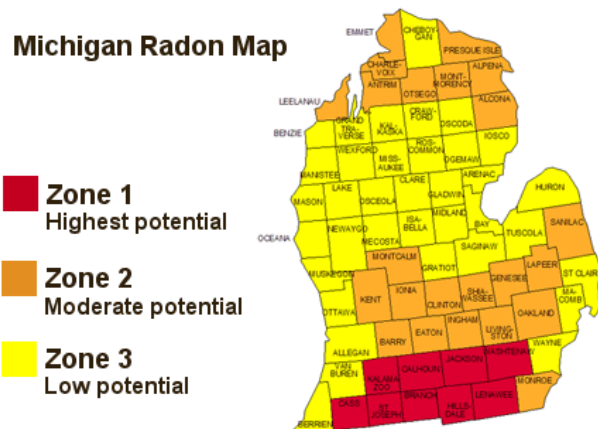 Michigan Radon Map
Zone 1
Highest potential
Zone 2
Moderate potential
Zone 3
Low potential
EMMET
CHEBOY-
GAN
PRESQUE ISLE
CHARLE-
VOIX
ANTRIM
OTSEGO
MONT-
MORENCY
ALPENA
LEELANAU
BENZIE
GRAND
TRA-
VERSE
KAL-
KASKA
CRAW-
FORD
OSCODA
ALCONA
MANISTEE
WEXFORD
MISS-
AUKEE
ROS-
COMMON
OGEMAW
IOSCO
MASON
LAKE
OSCEOLA
CLARE
GLADWIN
ARENAC
OCEANA
NEWAYGO
MECOSTA
ISA-
BELLA
MIDLAND
BAY
HURON
MUSKEGON
MONTCALM
GRATIOT
SAGINAW
TUSCOLA
SANILAC
OTTAWA
KENT
IONIA
CLINTON
SHIA-
WASSEE
GENESEE
LAPEER
ST CLAIR
ALLEGAN
BARRY
EATON
INGHAM
LIVING-
STON
OAKLAND
MA-
COMB
VAN
BUREN
KALAMA
ZOO
CALHOUN
JACKSON
WASHTENAW
WAYNE
BERRIEN
CASS
ST
JOSEPH
BRANCH
HILLS-
DALE
LENAWEE
MONROE